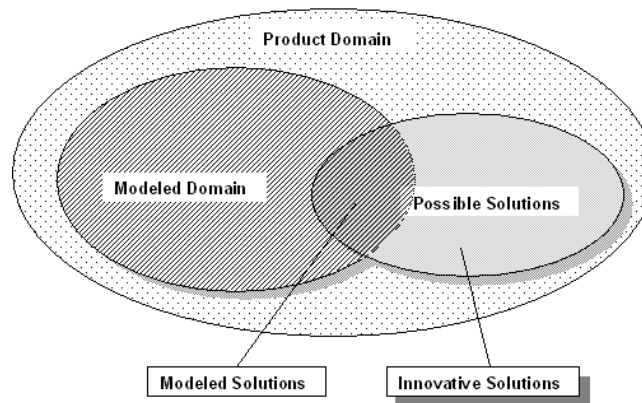 Product Domain
Modeled Domain
Possible Solutions
Modeled Solutions
Innovative Solutions